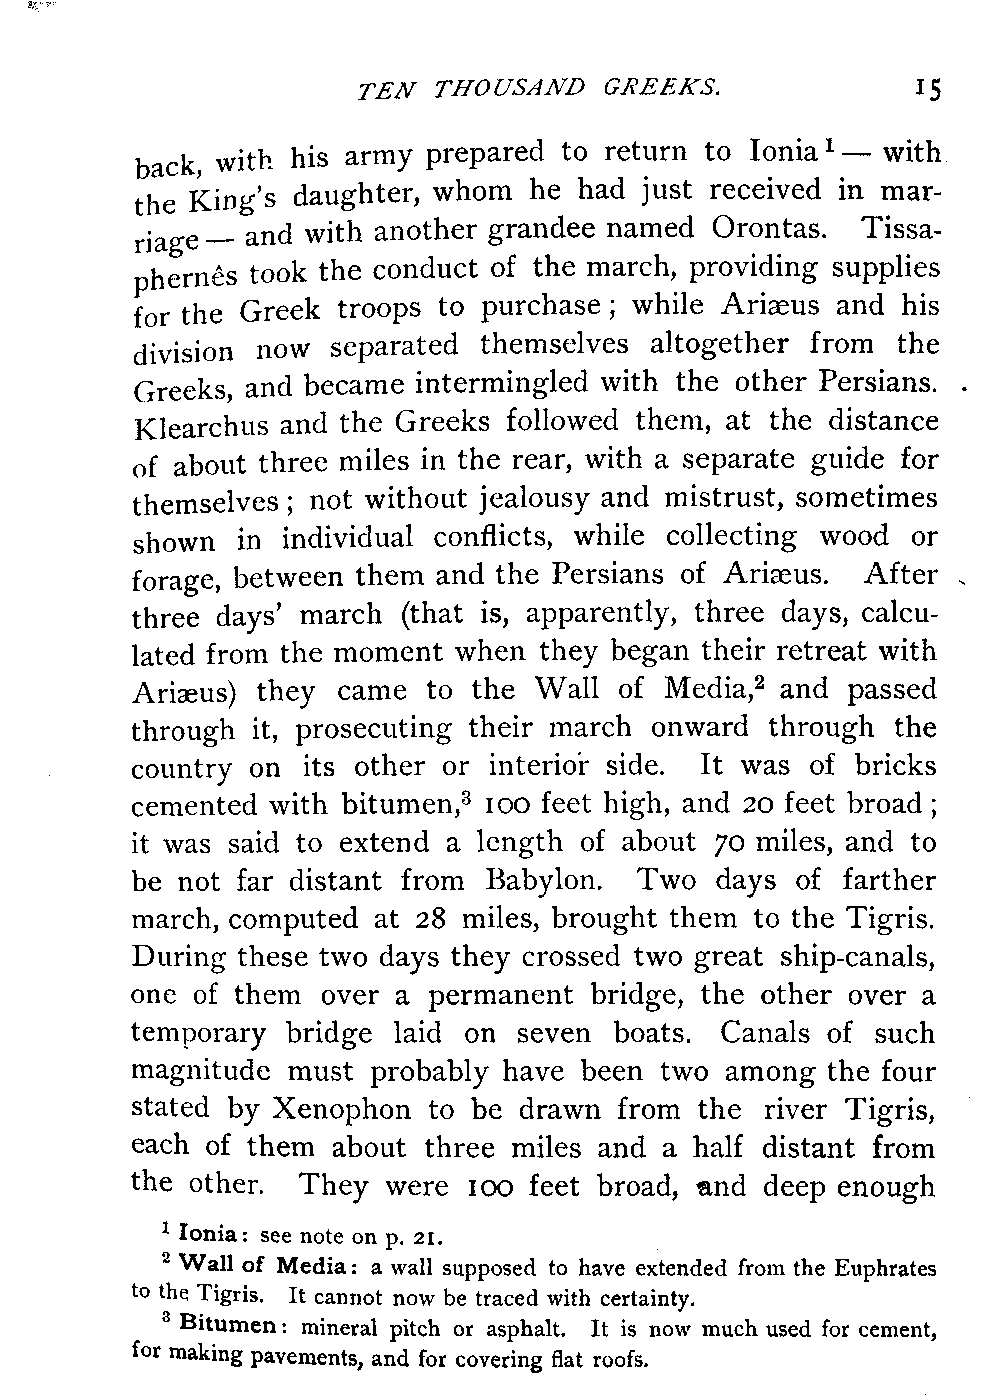 TEN THOUSAND GREEKS. 15
back, with his army prepared to return to Ionia¹ — with
the King's daughter, whom he had just received in mar-
riage — and with another grandee named Orontas. Tissa-
phernês took the conduct of the march, providing supplies
for the Greek troops to purchase; while Ariæus and his
division now separated themselves altogether from the
Greeks, and became intermingled with the other Persians.
Klearchus and the Greeks followed them, at the distance
of about three miles in the rear, with a separate guide for
themselves; not without jealousy and mistrust, sometimes
shown in individual conflicts, while collecting wood or
forage, between them and the Persians of Ariæus. After
three days' march (that is, apparently, three days, calcu-
lated from the moment when they began their retreat with
Ariæus) they came to the Wall of Media,² and passed
through it, prosecuting their march onward through the
country on its other or interior side. It was of bricks
cemented with bitumen,³ 100 feet high, and 20 feet broad;
it was said to extend a length of about 70 miles, and to
be not far distant from Babylon. Two days of farther
march, computed at 28 miles, brought them to the Tigris.
During these two days they crossed two great ship-canals,
one of them over a permanent bridge, the other over a
temporary bridge laid on seven boats. Canals of such
magnitude must probably have been two among the four
stated by Xenophon to be drawn from the river Tigris,
each of them about three miles and a half distant from
the other. They were 100 feet broad, and deep enough
¹ Ionia: see note on p. 21.
² Wall of Media: a wall supposed to have extended from the Euphrates
to the Tigris. It cannot now be traced with certainty.
³ Bitumen: mineral pitch or asphalt. It is now much used for cement,
for making pavements, and for covering flat roofs.